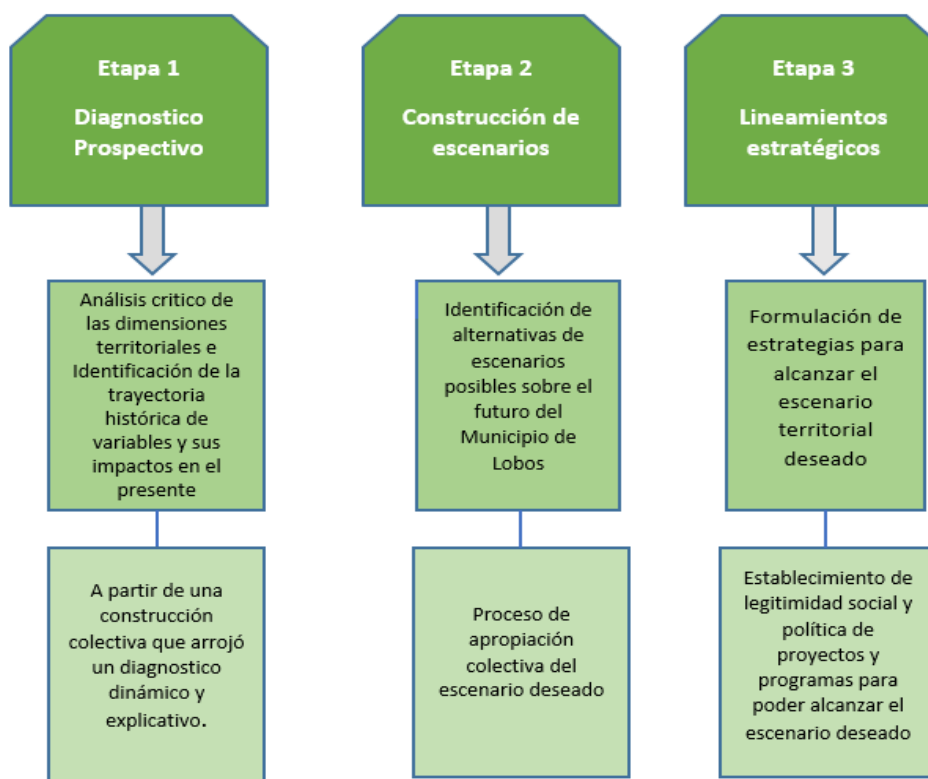 Etapa 1
Diagnostico
Prospectivo
Análisis critico de
las dimensiones
territoriales e
Identificación de la
trayectoria
histórica de
variables y sus
impactos en el
presente
A partir de una
construcción
colectiva que arrojó
un diagnostico
dinámico y
explicativo.
Etapa 2
Construcción de
escenarios
Identificación de
alternativas de
escenarios
posibles sobre el
futuro del
Municipio de
Lobos
Proceso de
apropiación
colectiva del
escenario deseado
Etapa 3
Lineamientos
estratégicos
Formulación de
estrategias para
alcanzar el
escenario
territorial
deseado
Establecimiento de
legitimidad social y
política de
proyectos y
programas para
poder alcanzar el
escenario deseado